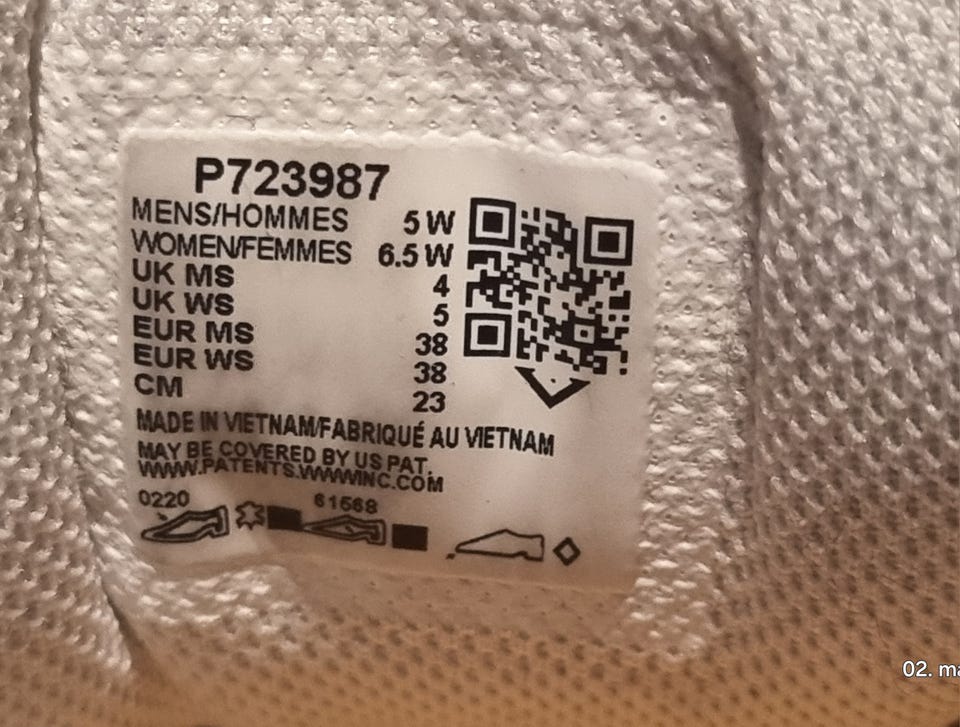 P723987
MENS/HOMMES 5 W
WOMEN/FEMMES 6.5 W
UK MS 4
UK WS 5
EUR MS 38
EUR WS 38
CM 23
MADE IN VIETNAM/FABRIQUÉ AU VIETNAM
MAY BE COVERED BY US PAT.
WWW.PATENTS.WWWINC.COM
0220 61568
02. ma